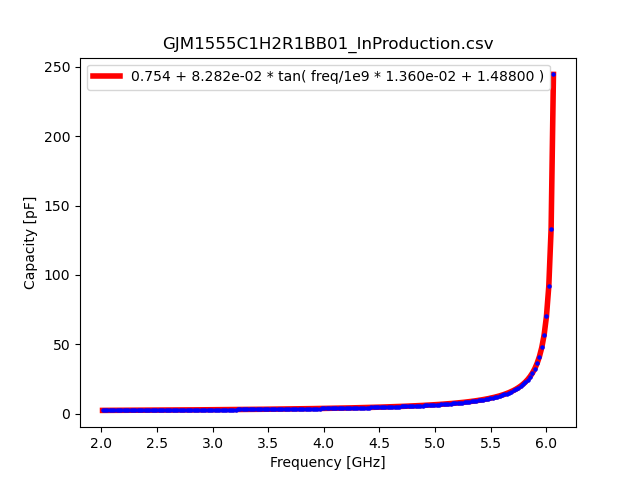 GJM1555C1H2R1BB01_InProduction.csv
0.754 + 8.282e-02 * tan( freq/1e9 * 1.360e-02 + 1.48800 )
Capacity [pF]
250
200
150
100
50
0
2.0 2.5 3.0 3.5 4.0 4.5 5.0 5.5 6.0
Frequency [GHz]